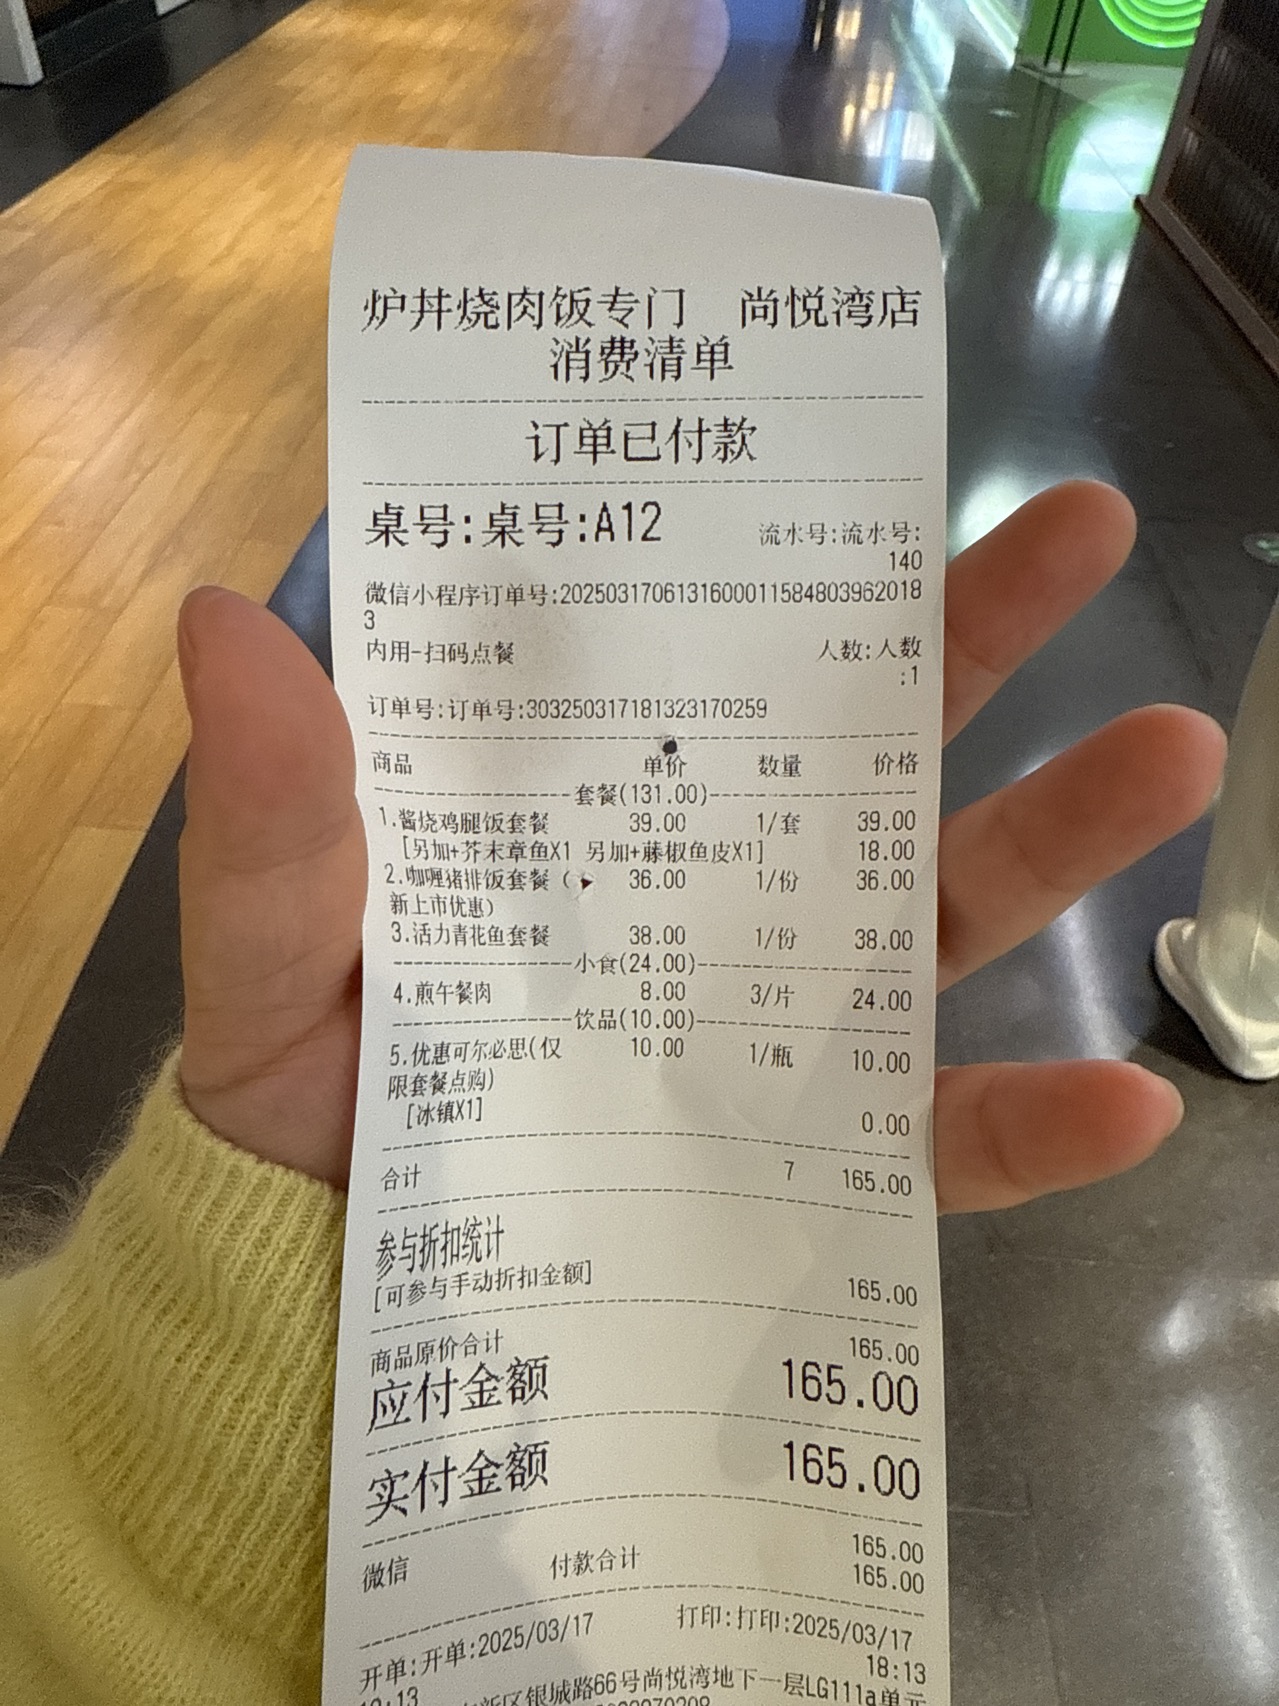 炉丼烧肉饭专门 尚悦湾店
消费清单
订单已付款
桌号:桌号:A12 流水号:流水号:
140
微信小程序订单号:2025031706131600011584803962018
3
内用-扫码点餐 人数:人数
:1
订单号:订单号:303250317181323170259
商品 单价 数量 价格
套餐(131.00)
1.酱烧鸡腿饭套餐 39.00 1/套 39.00
[另加+芥末章鱼X1 另加+藤椒鱼皮X1] 18.00
2.咖喱猪排饭套餐( 36.00 1/份 36.00
新上市优惠)
3.活力青花鱼套餐 38.00 1/份 38.00
小食(24.00)
4.煎午餐肉 8.00 3/片 24.00
饮品(10.00)
5.优惠可尔必思(仅 10.00 1/瓶 10.00
限套餐点购)
[冰镇X1] 0.00
合计 7 165.00
参与折扣统计
[可参与手动折扣金额] 165.00
商品原价合计 165.00
应付金额 165.00
实付金额 165.00
微信 165.00
付款合计 165.00
开单:开单:2025/03/17 打印:打印:2025/03/17
18:13
新区银城路66号尚悦湾地下一层LG111a单元